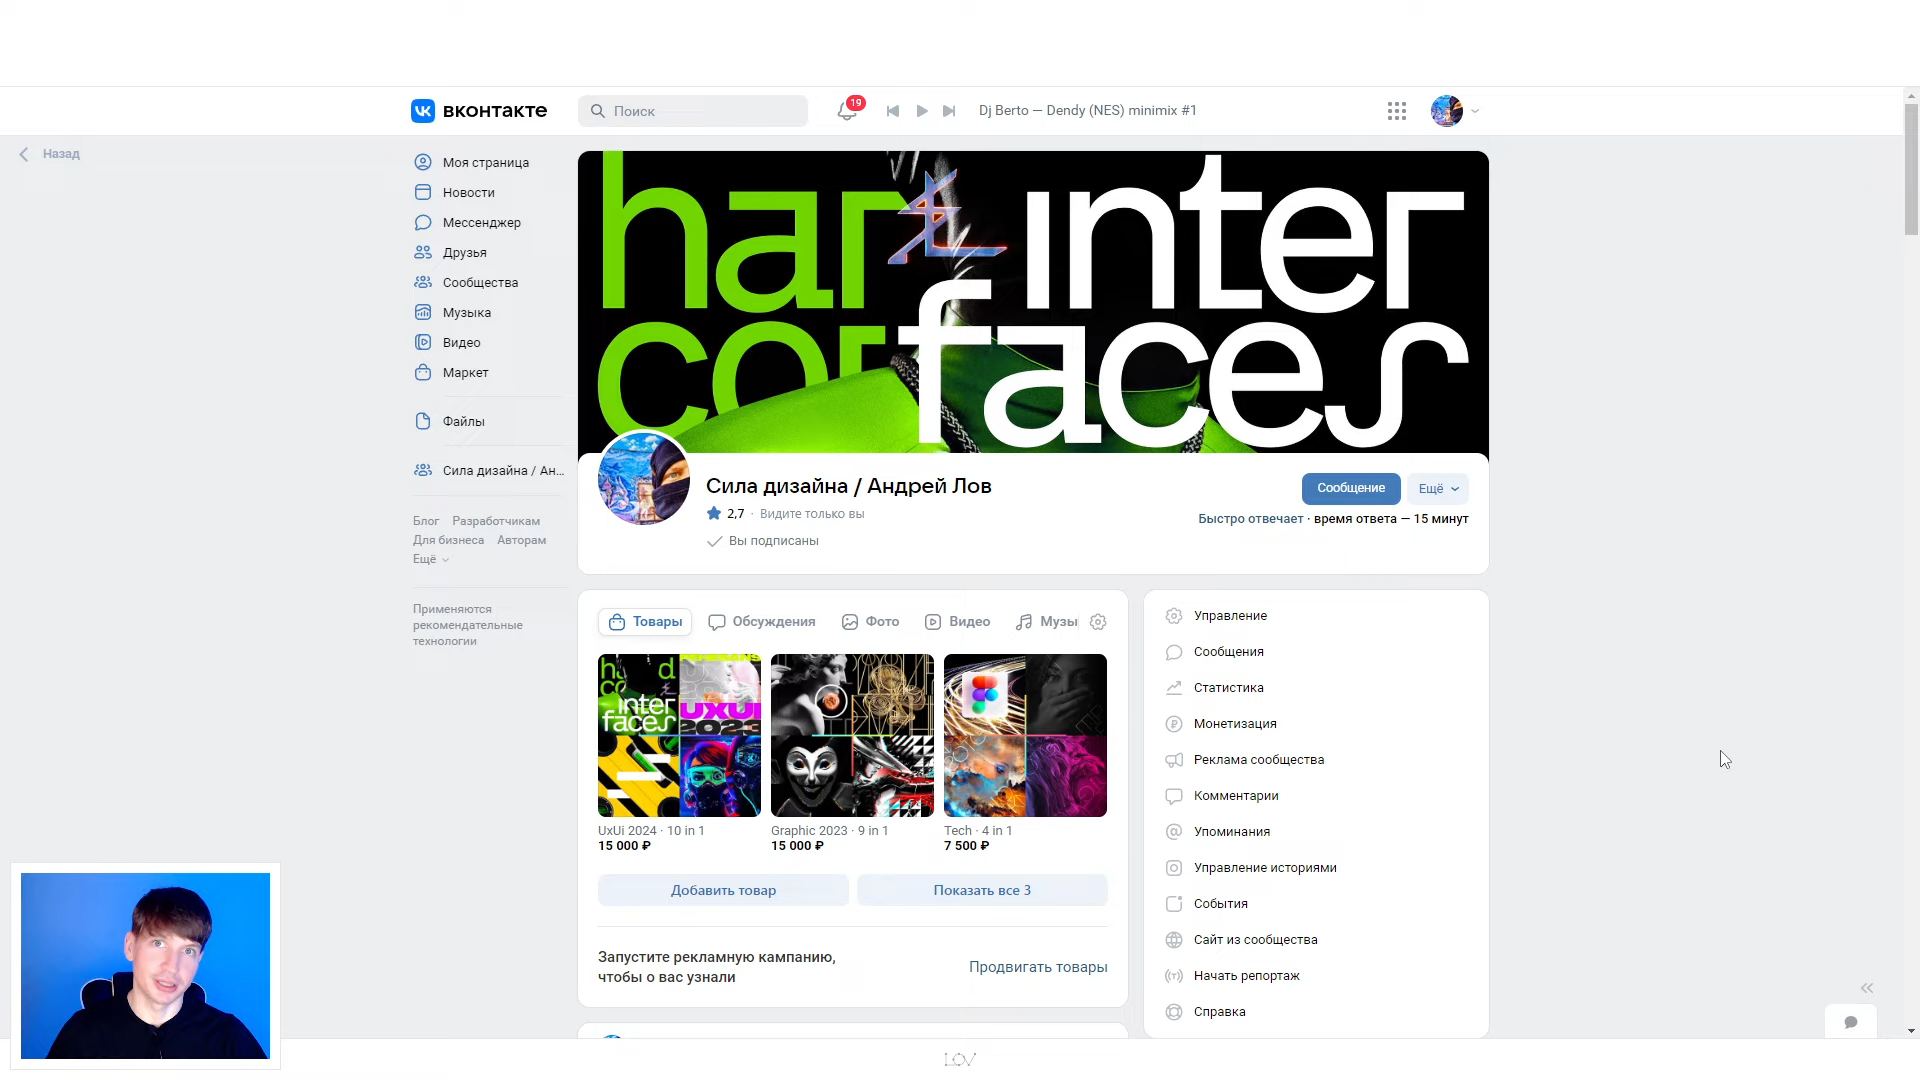 вконтакте
Поиск
19
Dj Berto — Dendy (NES) minimix #1
Назад
Моя страница
Новости
Мессенджер
Друзья
Сообщества
Музыка
Видео
Маркет
Файлы
Сила дизайна / Ан...
Блог Разработчикам
Для бизнеса Авторам
Ещё
Применяются
рекомендательные
технологии
har inter
cor faces
Сила дизайна / Андрей Лов
2,7 · Видите только вы
Вы подписаны
Сообщение
Ещё
Быстро отвечает · время ответа — 15 минут
Товары
Обсуждения
Фото
Видео
Музы
inter
faces
UXUI
2023
UxUi 2024 · 10 in 1
15 000 ₽
Graphic 2023 · 9 in 1
15 000 ₽
Tech · 4 in 1
7 500 ₽
Добавить товар
Показать все 3
Запустите рекламную кампанию,
чтобы о вас узнали
Продвигать товары
Управление
Сообщения
Статистика
Монетизация
Реклама сообщества
Комментарии
Упоминания
Управление историями
События
Сайт из сообщества
Начать репортаж
Справка
LOV